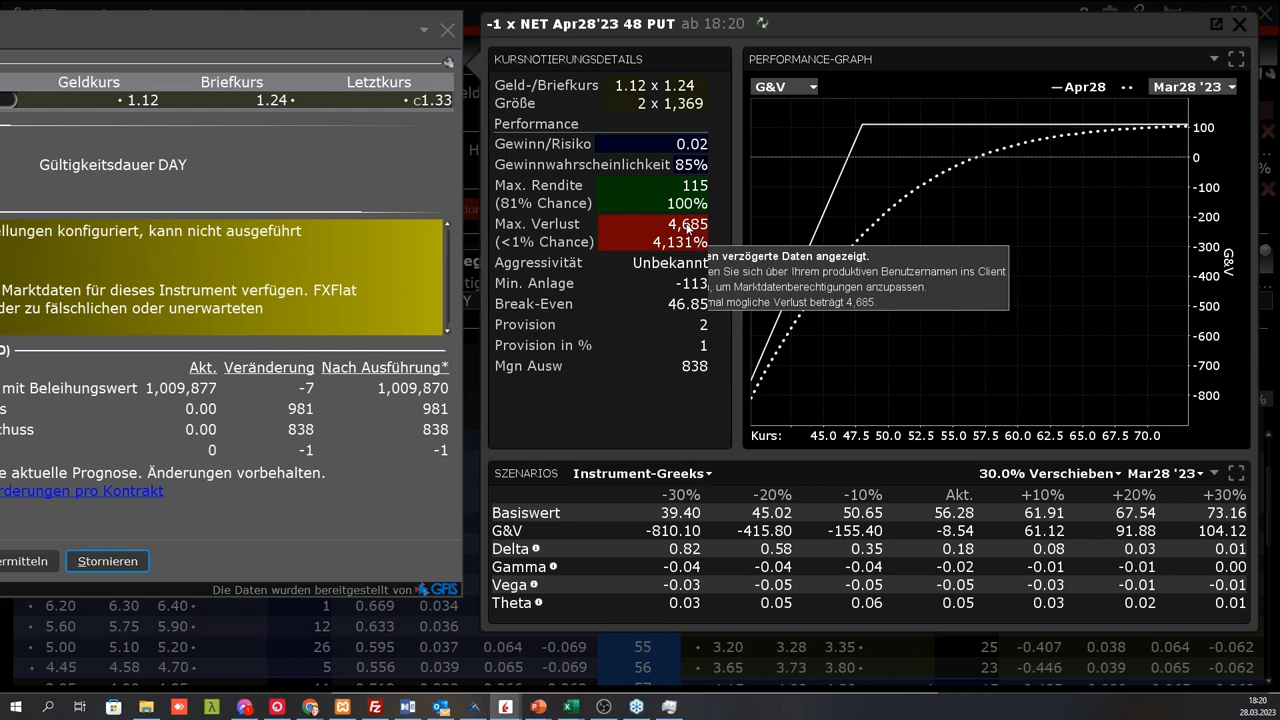 Geldkurs Briefkurs Letztkurs
• 1.12 1.24 • • c1.33
Gültigkeitsdauer DAY
ellungen konfiguriert, kann nicht ausgeführt
Marktdaten für dieses Instrument verfügen. FXFlat
der zu fälschlichen oder unerwarteten
Akt. Veränderung Nach Ausführung*
mit Beleihungswert 1,009,877 -7 1,009,870
s 0.00 981 981
chuss 0.00 838 838
0 -1 -1
e aktuelle Prognose. Änderungen vorbehalten.
rderungen pro Kontrakt
ermitteln Stornieren
Die Daten wurden bereitgestellt von GFIS
-1 x NET Apr28'23 48 PUT ab 18:20
KURSNOTIERUNGSDETAILS
Geld-/Briefkurs 1.12 x 1.24
Größe 2 x 1,369
Performance
Gewinn/Risiko 0.02
Gewinnwahrscheinlichkeit 85%
Max. Rendite 115
(81% Chance) 100%
Max. Verlust 4,685
(<1% Chance) 4,131%
Aggressivität Unbekannt
Min. Anlage -113
Break-Even 46.85
Provision 2
Provision in % 1
Mgn Ausw 838
en verzögerte Daten angezeigt.
en Sie sich über Ihrem produktiven Benutzernamen ins Client
, um Marktdatenberechtigungen anzupassen.
mal mögliche Verlust beträgt 4,685.
PERFORMANCE-GRAPH
G&V Apr28 Mar28 '23
100
0
-100
-200
-300
-400
-500
-600
-700
-800
G&V
Kurs: 45.0 47.5 50.0 52.5 55.0 57.5 60.0 62.5 65.0 67.5 70.0
SZENARIOS Instrument-Greeks 30.0% Verschieben Mar28 '23
-30% -20% -10% Akt. +10% +20% +30%
Basiswert 39.40 45.02 50.65 56.28 61.91 67.54 73.16
G&V -810.10 -415.80 -155.40 -8.54 61.12 91.88 104.12
Delta 0.82 0.58 0.35 0.18 0.08 0.03 0.01
Gamma -0.04 -0.04 -0.04 -0.02 -0.01 -0.01 0.00
Vega -0.03 -0.05 -0.05 -0.05 -0.03 -0.01 -0.01
Theta 0.03 0.05 0.06 0.05 0.03 0.02 0.01
• 6.20 6.30 6.40 • 1 0.669 0.034
• 5.60 5.75 5.90 • 12 0.633 0.036
• 5.00 5.10 5.20 • 26 0.595 0.037 0.064 -0.069 55 • 3.20 3.28 3.35 • 25 -0.407 0.038 0.064 -0.062
• 4.45 4.58 4.70 • 5 0.556 0.039 0.065 -0.069 56 • 3.65 3.73 3.80 • 23 -0.446 0.039 0.065 -0.062
18:20
28.03.2023